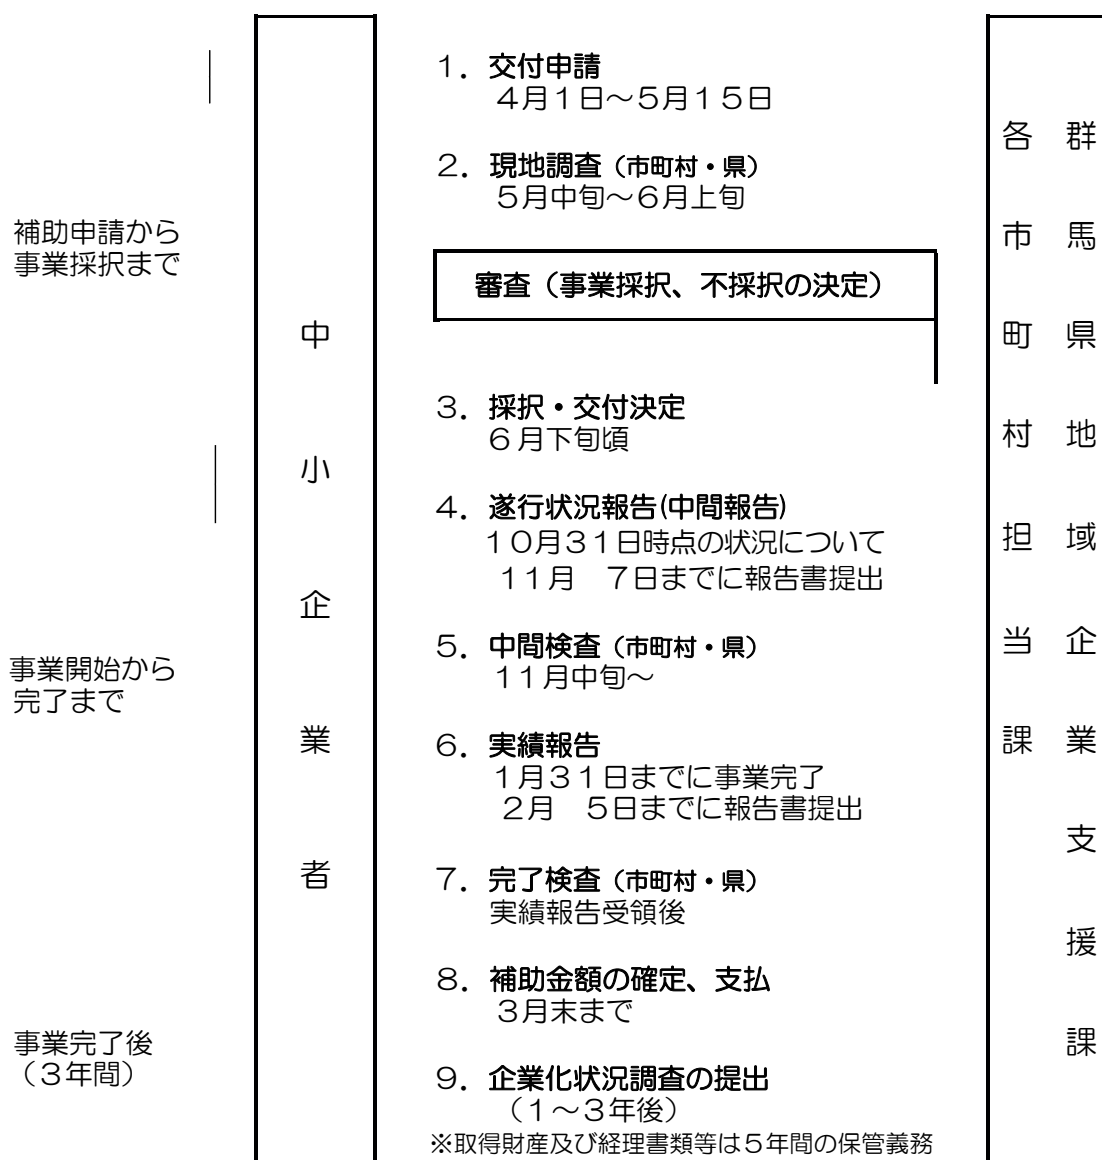 補助申請から
事業採択まで
事業開始から
完了まで
事業完了後
（３年間）
中小企業者
１．交付申請
４月１日～５月１５日
２．現地調査（市町村・県）
５月中旬～６月上旬
審査（事業採択、不採択の決定）
３．採択・交付決定
６月下旬頃
４．遂行状況報告(中間報告)
１０月３１日時点の状況について
１１月　７日までに報告書提出
５．中間検査（市町村・県）
１１月中旬～
６．実績報告
１月３１日までに事業完了
２月　５日までに報告書提出
７．完了検査（市町村・県）
実績報告受領後
８．補助金額の確定、支払
３月末まで
９．企業化状況調査の提出
（１～３年後）
※取得財産及び経理書類等は５年間の保管義務
群馬県地域企業支援課
各市町村担当課